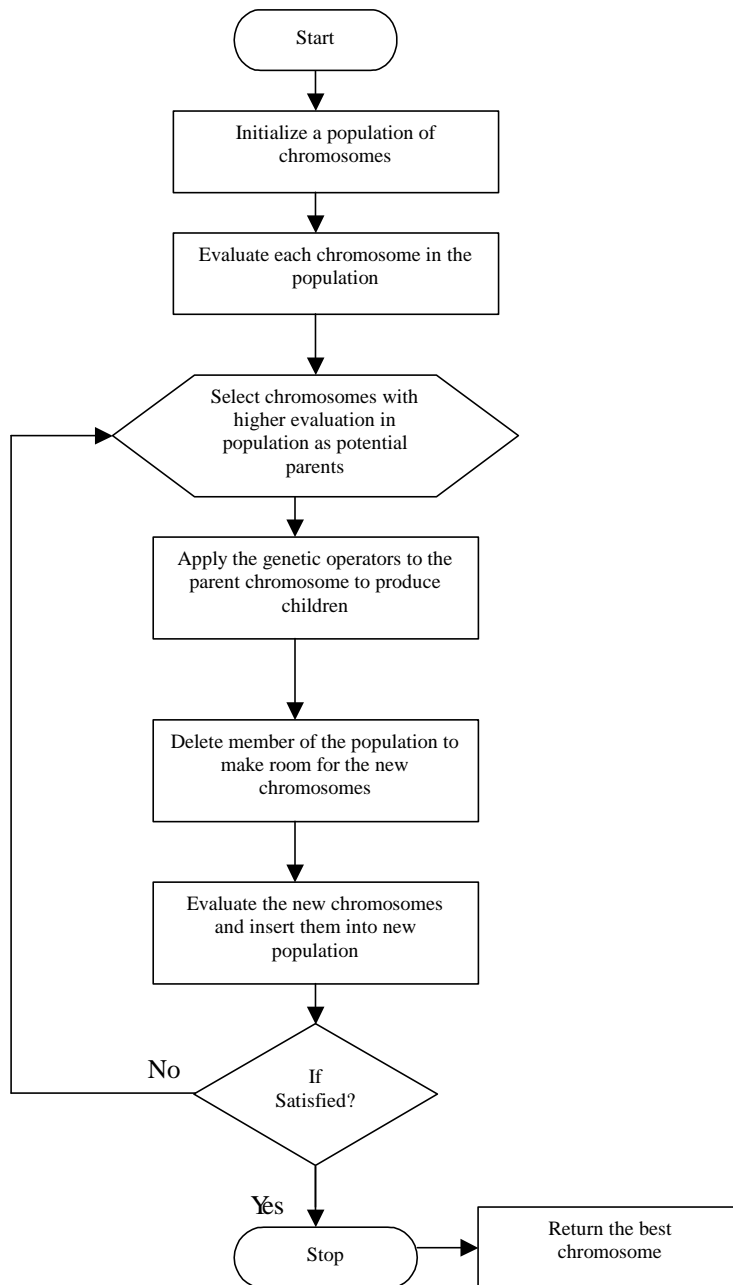 Start
Initialize a population of
chromosomes
Evaluate each chromosome in the
population
Select chromosomes with
higher evaluation in
population as potential
parents
Apply the genetic operators to the
parent chromosome to produce
children
Delete member of the population to
make room for the new
chromosomes
Evaluate the new chromosomes
and insert them into new
population
No
If
Satisfied?
Yes
Stop
Return the best
chromosome